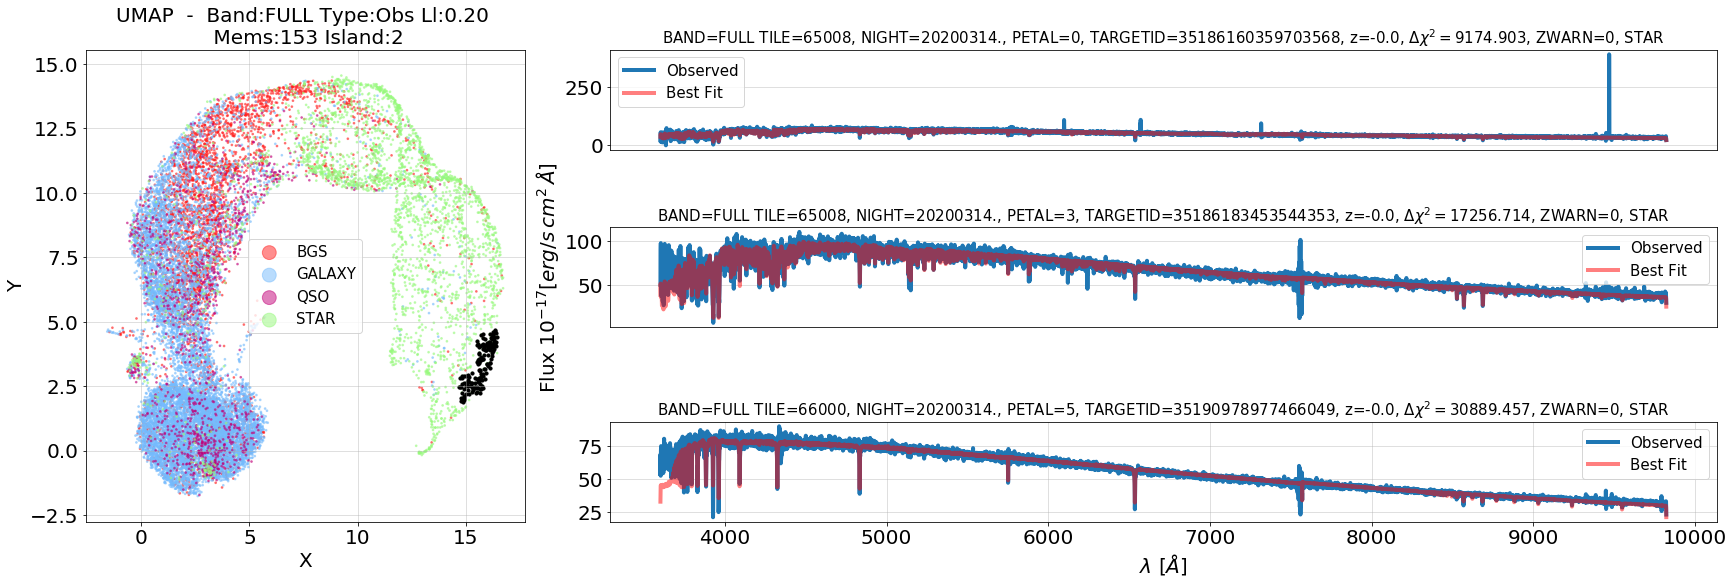 UMAP - Band:FULL Type:Obs Ll:0.20
Mems:153 Island:2
15.0
12.5
10.0
7.5
5.0
2.5
0.0
−2.5
Y
0
5
10
15
X
BGS
GALAXY
QSO
STAR
Flux 10⁻¹⁷[erg/s cm² Å]
BAND=FULL TILE=65008, NIGHT=20200314., PETAL=0, TARGETID=35186160359703568, z=-0.0, Δχ² = 9174.903, ZWARN=0, STAR
250
0
Observed
Best Fit
BAND=FULL TILE=65008, NIGHT=20200314., PETAL=3, TARGETID=35186183453544353, z=-0.0, Δχ² = 17256.714, ZWARN=0, STAR
100
50
Observed
Best Fit
BAND=FULL TILE=66000, NIGHT=20200314., PETAL=5, TARGETID=35190978977466049, z=-0.0, Δχ² = 30889.457, ZWARN=0, STAR
75
50
25
Observed
Best Fit
4000
5000
6000
7000
8000
9000
10000
λ [Å]